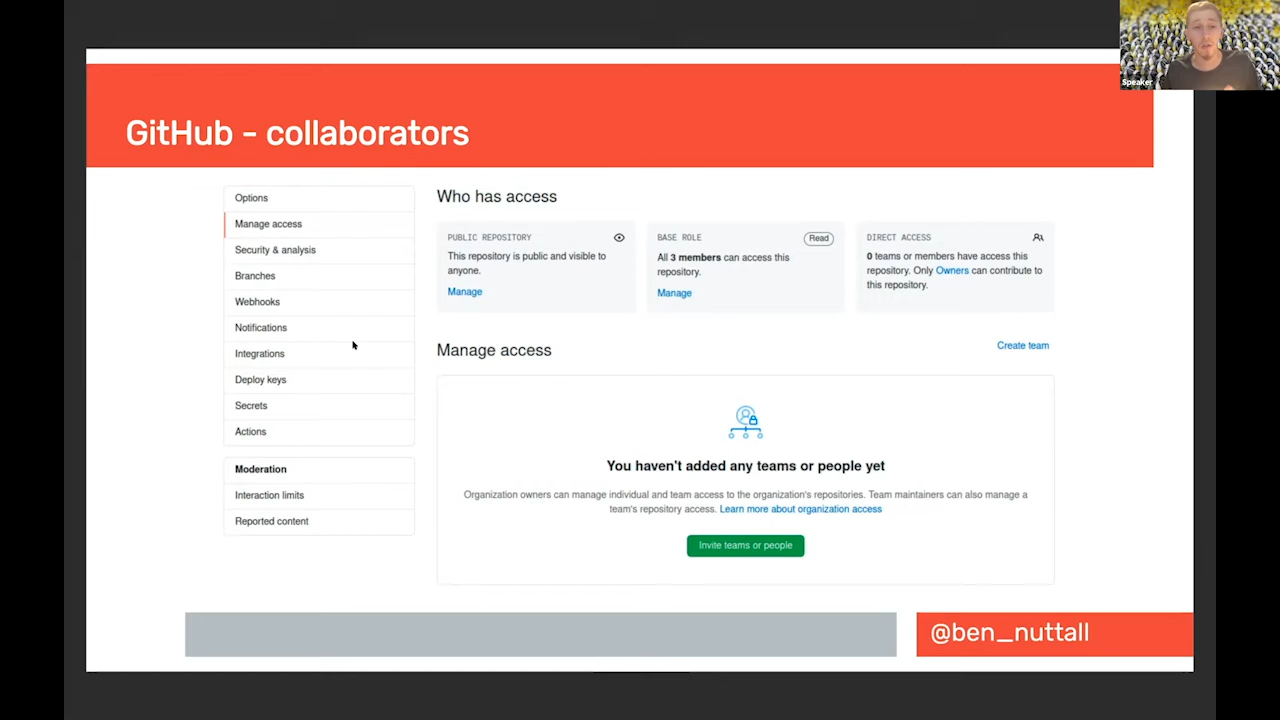 Speaker
GitHub - collaborators
Options
Manage access
Security & analysis
Branches
Webhooks
Notifications
Integrations
Deploy keys
Secrets
Actions
Moderation
Interaction limits
Reported content
Who has access
PUBLIC REPOSITORY
This repository is public and visible to
anyone.
Manage
BASE ROLE
Read
All 3 members can access this
repository.
Manage
DIRECT ACCESS
0 teams or members have access this
repository. Only Owners can contribute to
this repository.
Manage access
Create team
You haven't added any teams or people yet
Organization owners can manage individual and team access to the organization's repositories. Team maintainers can also manage a
team's repository access. Learn more about organization access
Invite teams or people
@ben_nuttall